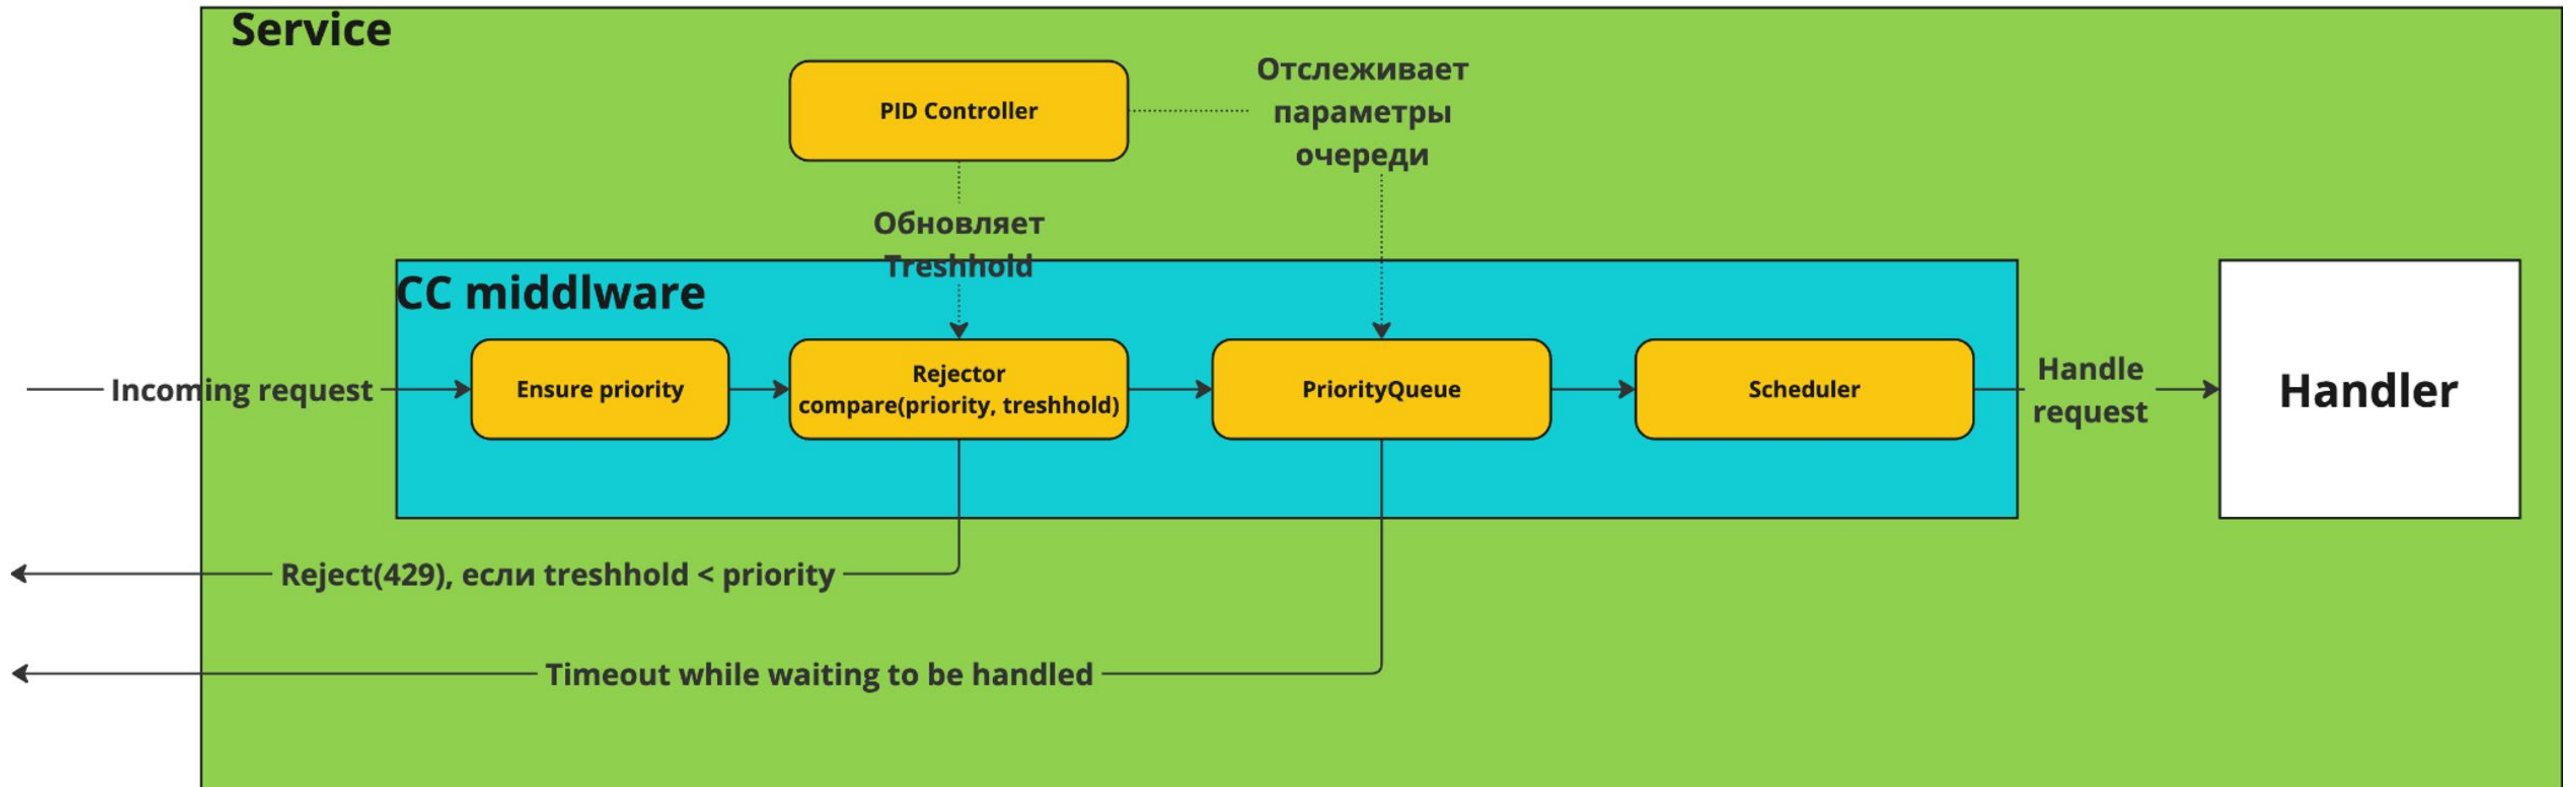 Service
PID Controller
Отслеживает
параметры
очереди
Обновляет
Treshhold
CC middlware
Incoming request
Ensure priority
Rejector
compare(priority, treshhold)
PriorityQueue
Scheduler
Handle
request
Handler
Reject(429), если treshhold < priority
Timeout while waiting to be handled